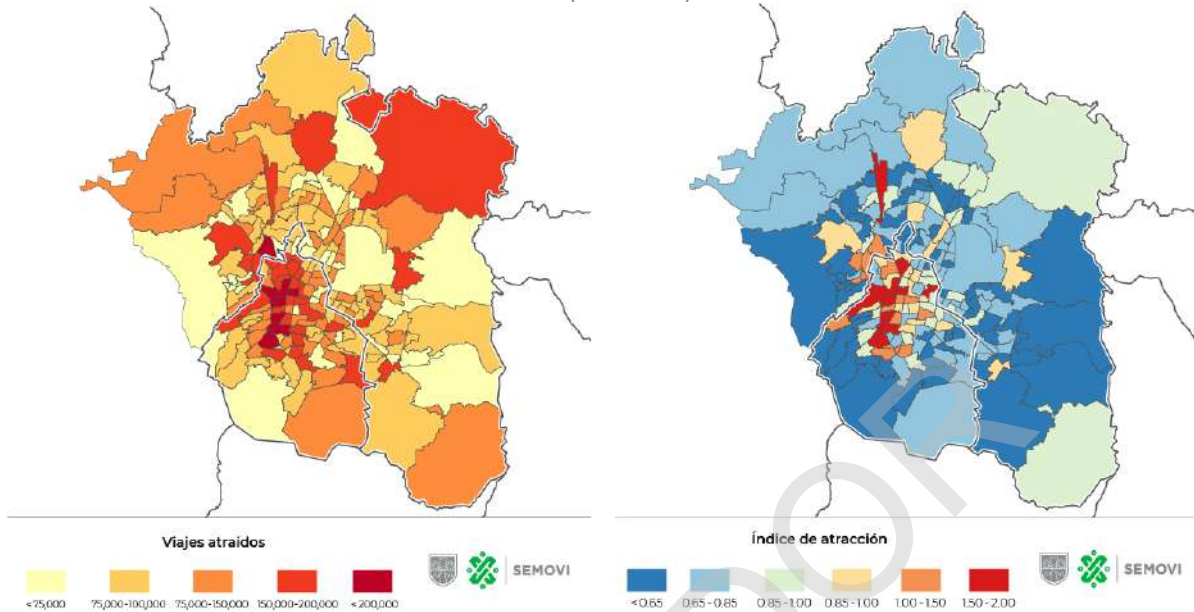 Viajes atraídos
SEMOVI
<75,000
75,000-100,000
75,000-150,000
150,000-200,000
<200,000
Índice de atracción
SEMOVI
<0.65
0.65 - 0.85
0.85 - 1.00
0.85 - 1.00
1.00 - 1.50
1.50 - 2.00